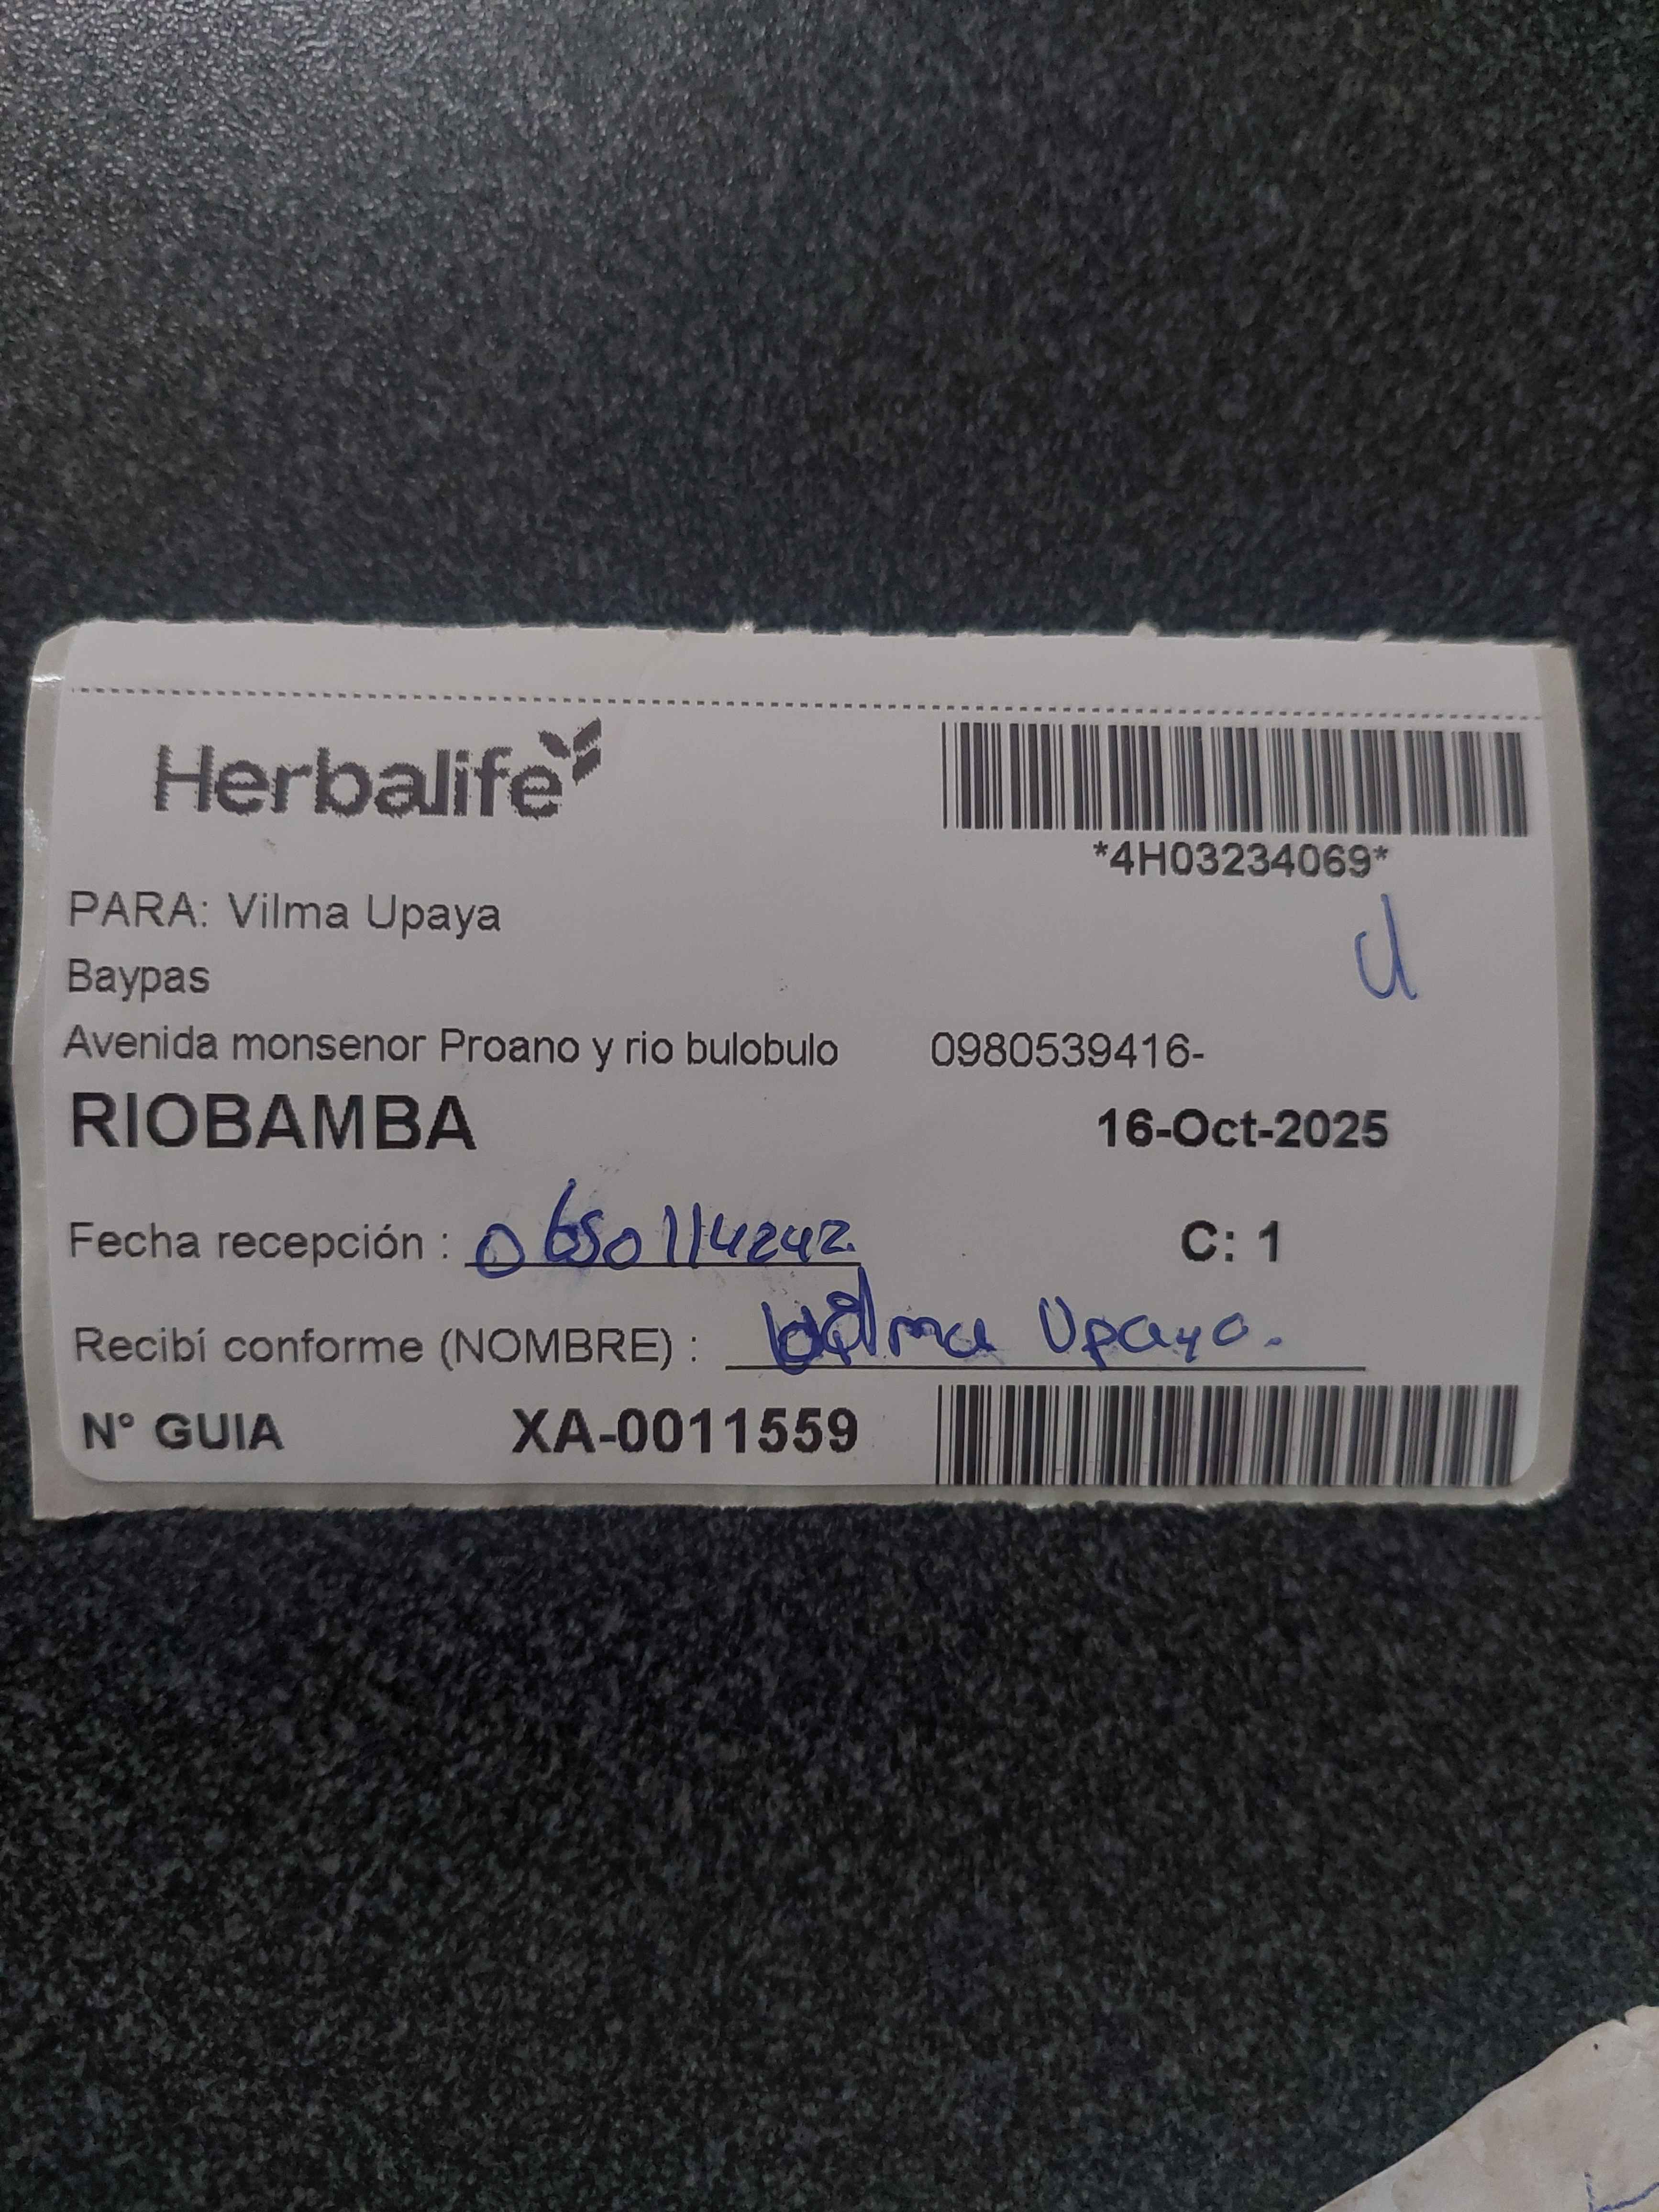 Herbalife
*4H03234069*
PARA: Vilma Upaya
Baypas
Avenida monsenor Proano y rio bulobulo 0980539416-
RIOBAMBA 16-Oct-2025
Fecha recepción : 0650114242 C: 1
Recibí conforme (NOMBRE) : Vilma Upaya.
N° GUIA XA-0011559